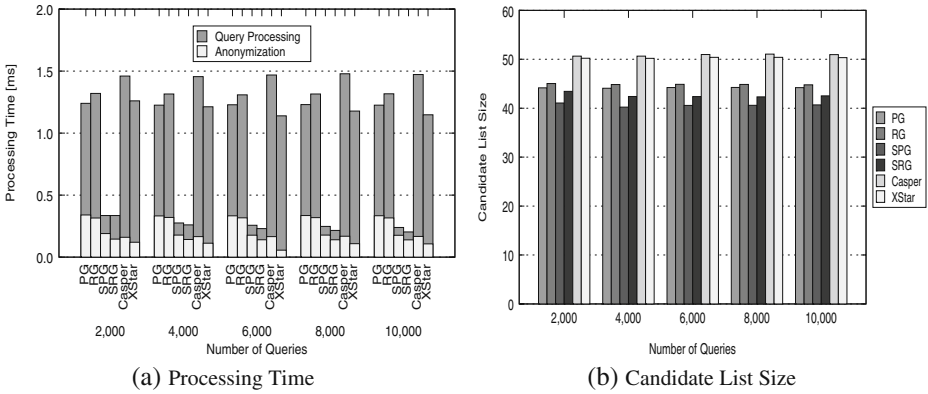 2.0
1.5
1.0
0.5
2.0
Processing Time [ms]
Query Processing
Anonymization
PG RG SPG SRG Casper XStar
PG RG SPG SRG Casper XStar
PG RG SPG SRG Casper XStar
PG RG SPG SRG Casper XStar
PG RG SPG SRG Casper XStar
2,000 4,000 6,000 8,000 10,000
Number of Queries
(a) Processing Time
60
50
40
30
20
10
0
Candidate List Size
2,000 4,000 6,000 8,000 10,000
Number of Queries
PG
RG
SPG
SRG
Casper
XStar
(b) Candidate List Size